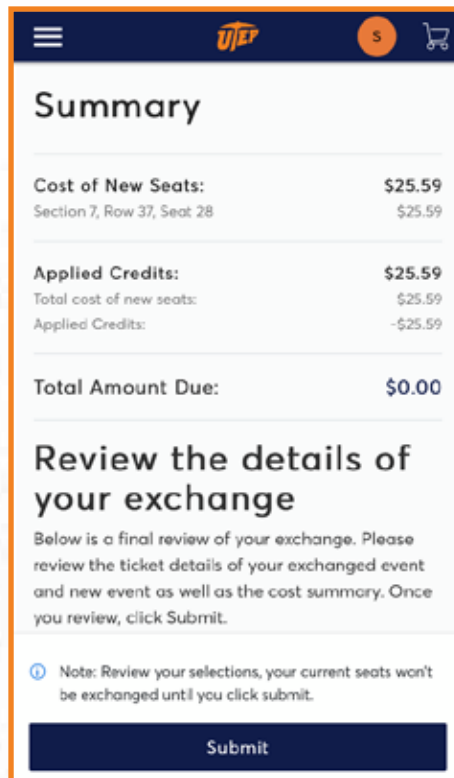 UTEP
S
Summary
Cost of New Seats: $25.59
Section 7, Row 37, Seat 28 $25.59
Applied Credits: $25.59
Total cost of new seats: $25.59
Applied Credits: -$25.59
Total Amount Due: $0.00
Review the details of
your exchange
Below is a final review of your exchange. Please
review the ticket details of your exchanged event
and new event as well as the cost summary. Once
you review, click Submit.
Note: Review your selections, your current seats won't
be exchanged until you click submit.
Submit